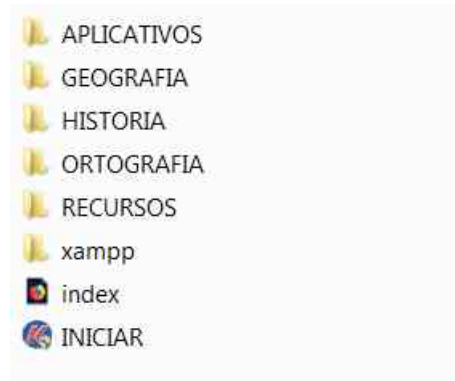 APLICATIVOS
GEOGRAFIA
HISTORIA
ORTOGRAFIA
RECURSOS
xampp
index
INICIAR